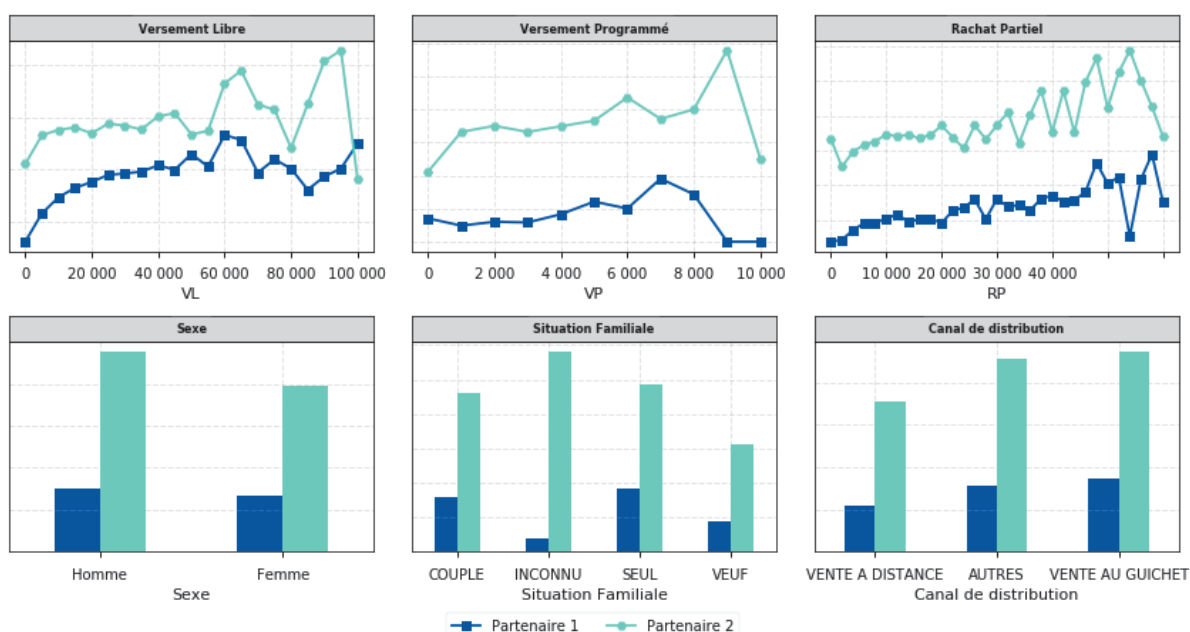 Versement Libre
Versement Programmé
Rachat Partiel
0 20 000 40 000 60 000 80 000 100 000
0 2 000 4 000 6 000 8 000 10 000
0 10 000 20 000 30 000 40 000
VL
VP
RP
Sexe
Situation Familiale
Canal de distribution
Homme Femme
COUPLE INCONNU SEUL VEUF
VENTE A DISTANCE AUTRES VENTE AU GUICHET
Sexe
Situation Familiale
Canal de distribution
Partenaire 1 Partenaire 2